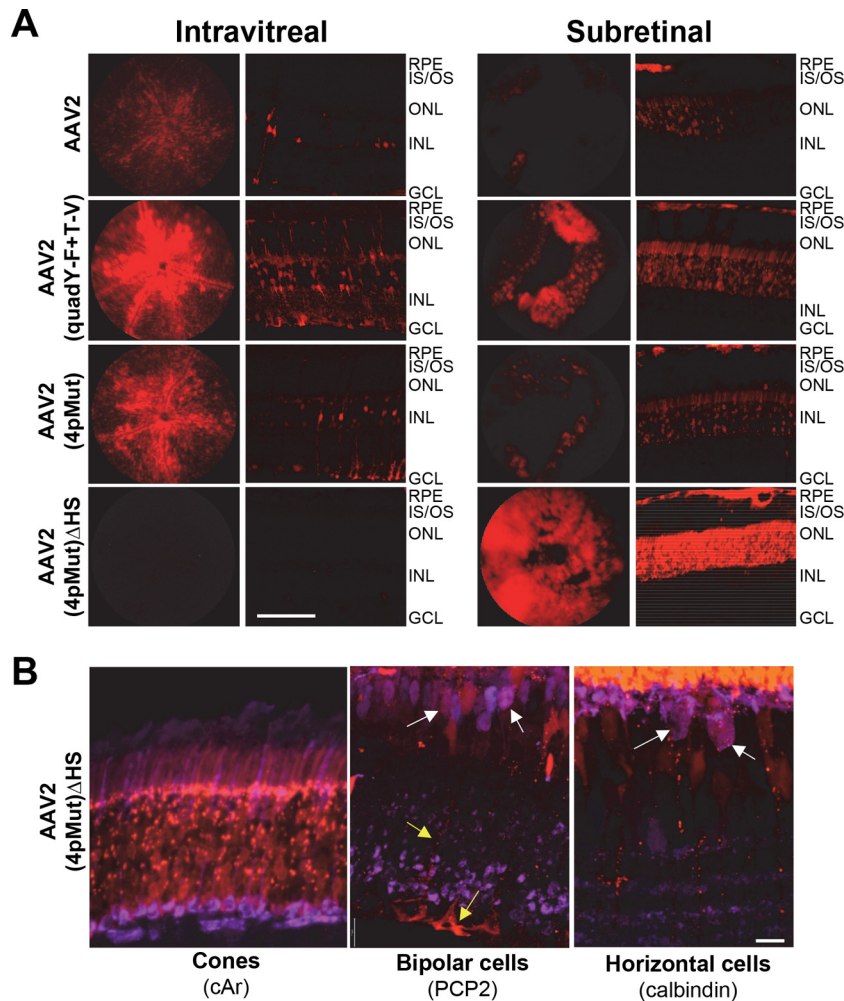 A
Intravitreal
Subretinal
AAV2
RPE
IS/OS
ONL
INL
GCL
RPE
IS/OS
ONL
INL
GCL
AAV2
(quadY-F+T-V)
RPE
IS/OS
ONL
INL
GCL
RPE
IS/OS
ONL
INL
GCL
AAV2
(4pMut)
RPE
IS/OS
ONL
INL
GCL
RPE
IS/OS
ONL
INL
GCL
AAV2
(4pMut)ΔHS
RPE
IS/OS
ONL
INL
GCL
RPE
IS/OS
ONL
INL
GCL
B
AAV2
(4pMut)ΔHS
Cones
(cAr)
Bipolar cells
(PCP2)
Horizontal cells
(calbindin)